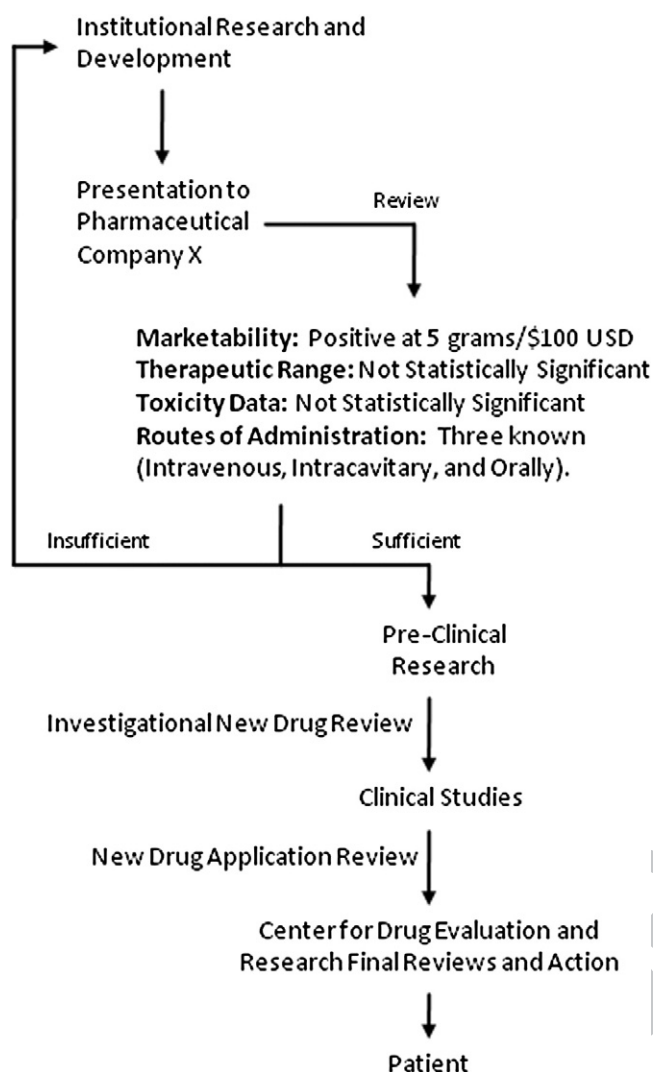 Institutional Research and
Development
Presentation to
Pharmaceutical
Company X
Review
Marketability: Positive at 5 grams/$100 USD
Therapeutic Range: Not Statistically Significant
Toxicity Data: Not Statistically Significant
Routes of Administration: Three known
(Intravenous, Intracavitary, and Orally).
Insufficient
Sufficient
Pre-Clinical
Research
Investigational New Drug Review
Clinical Studies
New Drug Application Review
Center for Drug Evaluation and
Research Final Reviews and Action
Patient